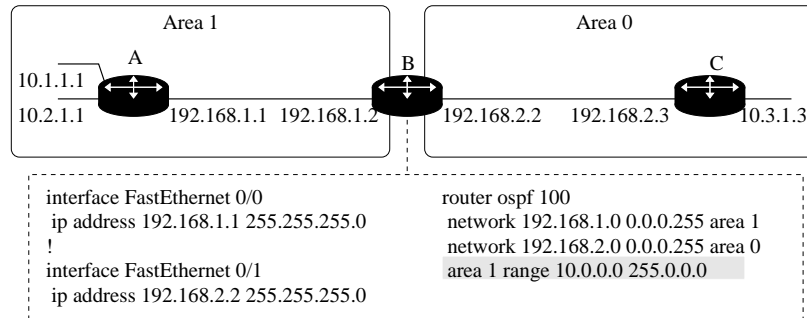 Area 1
Area 0
A
B
C
10.1.1.1
10.2.1.1
192.168.1.1
192.168.1.2
192.168.2.2
192.168.2.3
10.3.1.3
interface FastEthernet 0/0
ip address 192.168.1.1 255.255.255.0
!
interface FastEthernet 0/1
ip address 192.168.2.2 255.255.255.0
router ospf 100
network 192.168.1.0 0.0.0.255 area 1
network 192.168.2.0 0.0.0.255 area 0
area 1 range 10.0.0.0 255.0.0.0